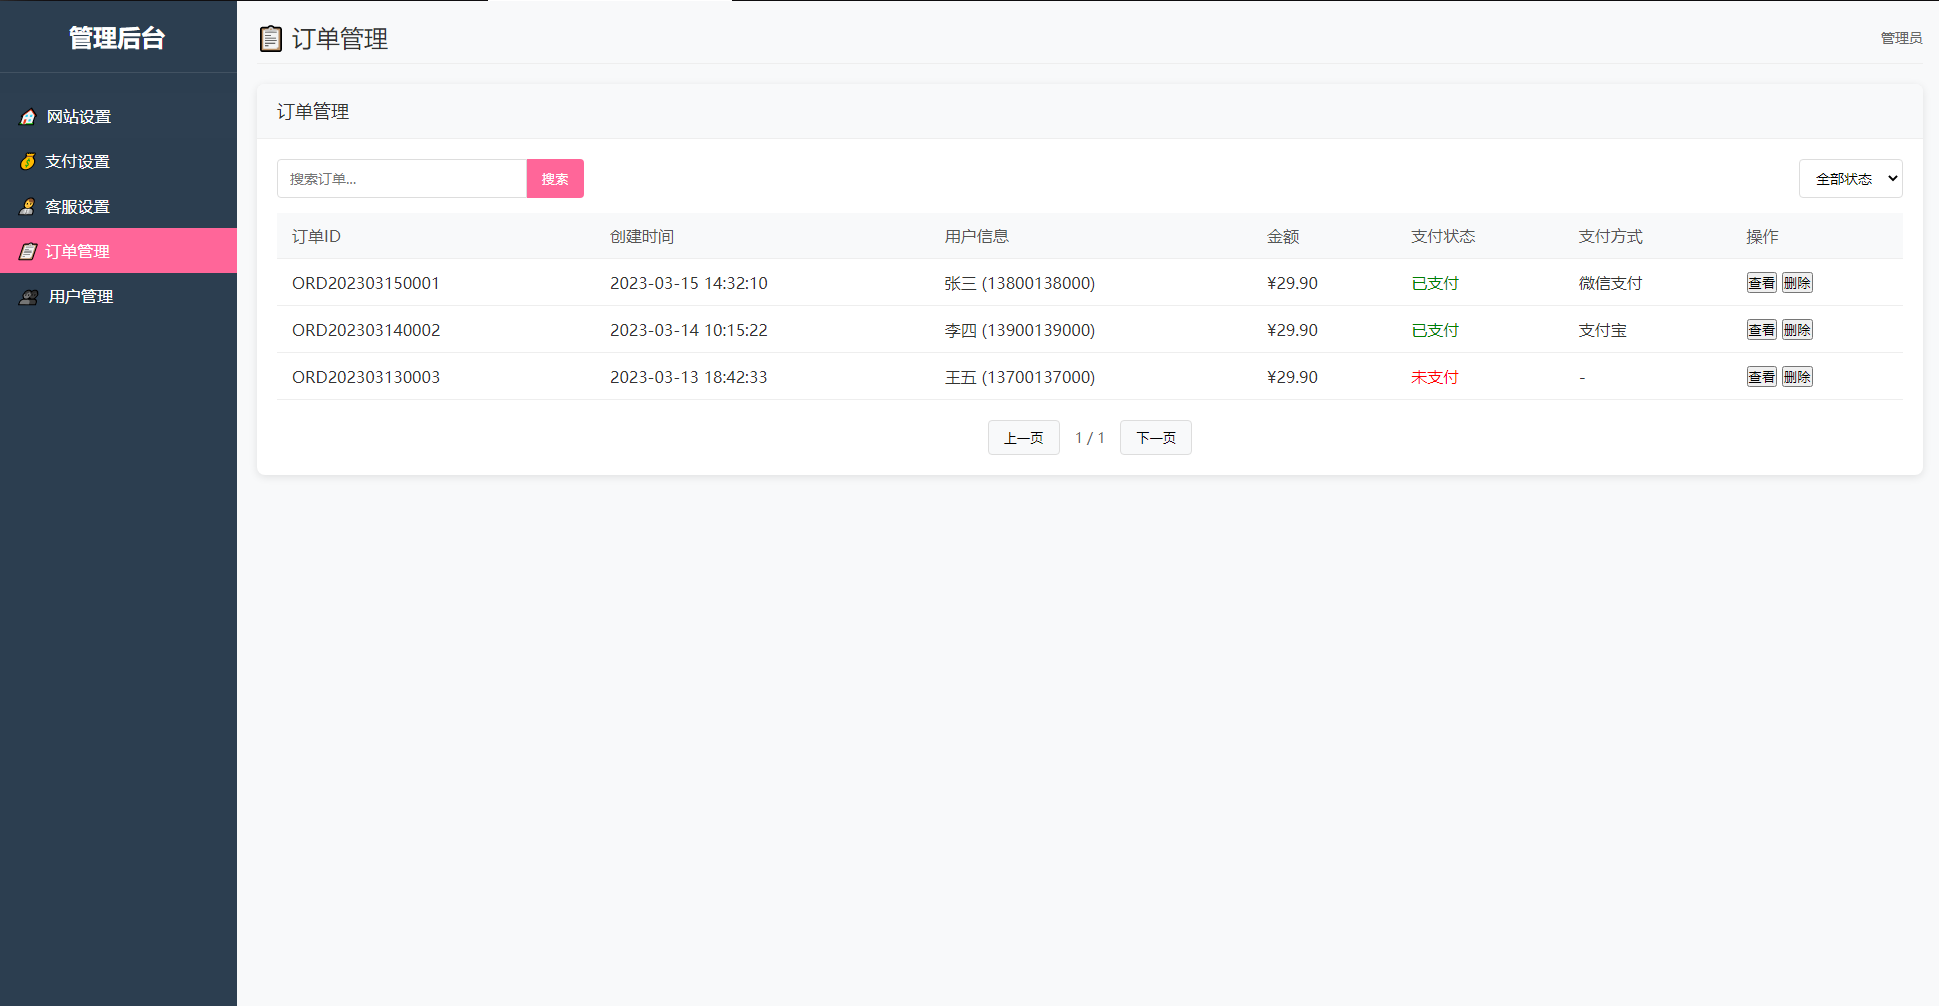 管理后台
网站设置
支付设置
客服设置
订单管理
用户管理
订单管理
管理员
订单管理
搜索订单... 搜索 全部状态
订单ID 创建时间 用户信息 金额 支付状态 支付方式 操作
ORD202303150001 2023-03-15 14:32:10 张三 (13800138000) ¥29.90 已支付 微信支付 查看 删除
ORD202303140002 2023-03-14 10:15:22 李四 (13900139000) ¥29.90 已支付 支付宝 查看 删除
ORD202303130003 2023-03-13 18:42:33 王五 (13700137000) ¥29.90 未支付 - 查看 删除
上一页 1 / 1 下一页